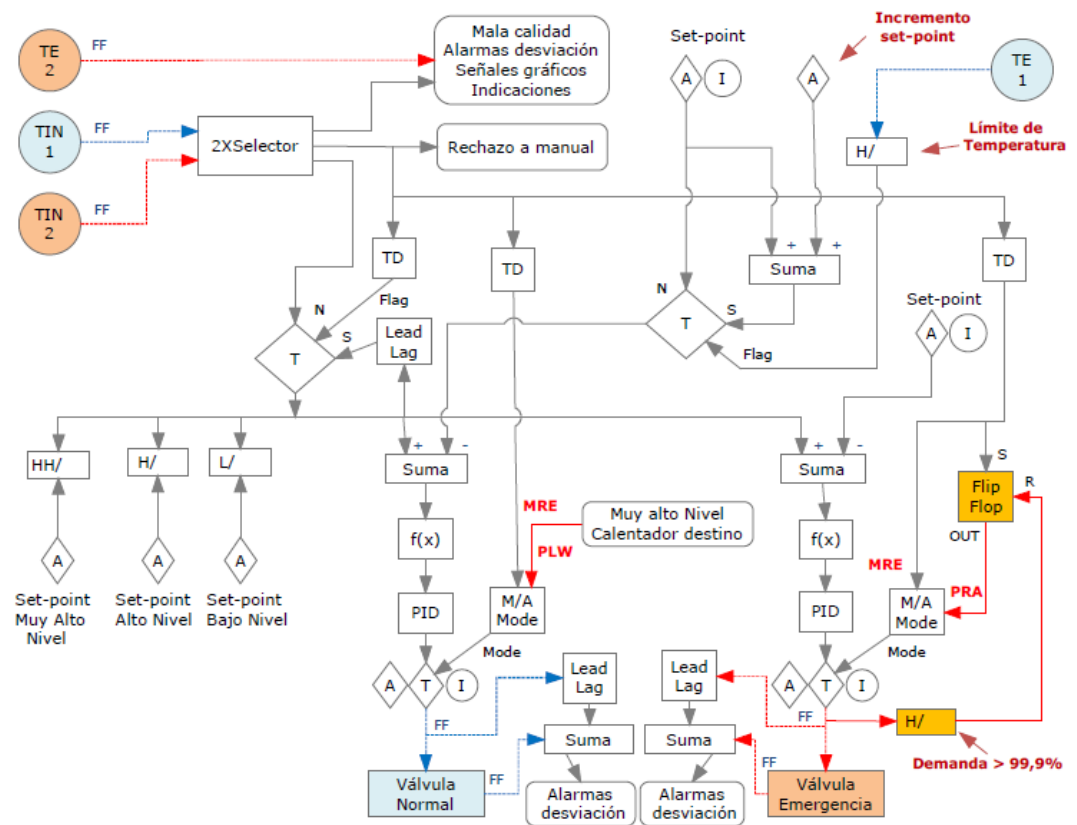 TE
2
FF
Mala calidad
Alarmas desviación
Señales gráficos
Indicaciones
Set-point
A
I
Incremento
set-point
A
TE
1
TIN
1
FF
2XSelector
Rechazo a manual
H/
Límite de
Temperatura
TIN
2
FF
TD
TD
TD
+
+
Suma
N
Flag
S
T
Lead
Lag
N
S
T
Flag
Set-point
A
I
HH/
H/
L/
+
-
Suma
+
-
Suma
S
Flip
Flop
R
OUT
A
A
A
Set-point
Muy Alto
Nivel
Set-point
Alto Nivel
Set-point
Bajo Nivel
f(x)
MRE
PLW
Muy alto Nivel
Calentador destino
f(x)
MRE
PRA
PID
M/A
Mode
PID
M/A
Mode
Mode
Mode
A
T
I
Lead
Lag
Lead
Lag
A
T
I
FF
FF
H/
Suma
Suma
Demanda > 99,9%
Válvula
Normal
FF
FF
Válvula
Emergencia
Alarmas
desviación
Alarmas
desviación